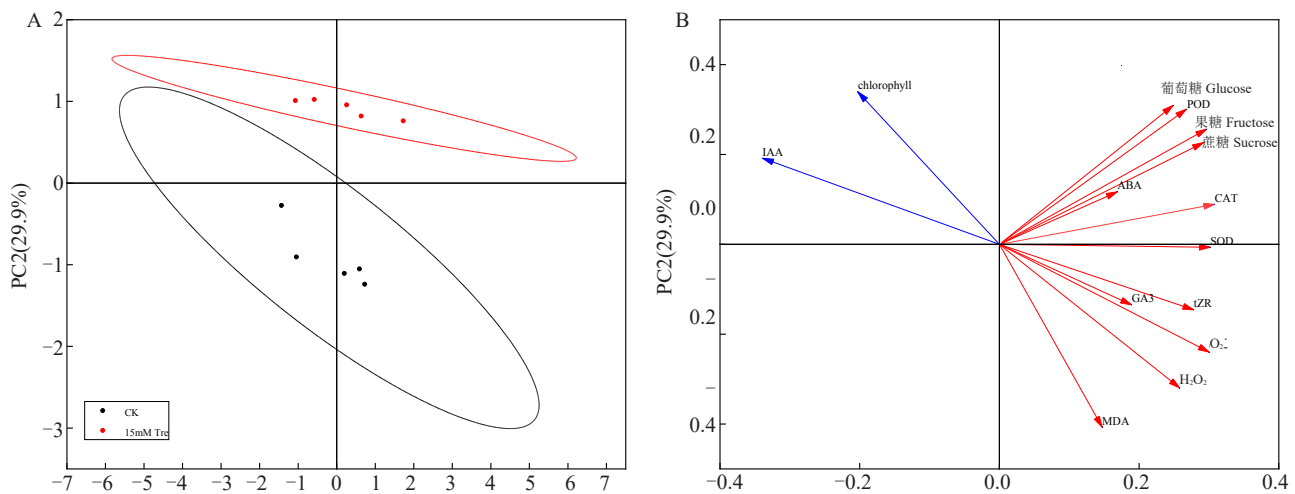 A
2
1
0
−1
−2
−3
PC2(29.9%)
CK
15mM Tre
−7 −6 −5 −4 −3 −2 −1 0 1 2 3 4 5 6 7
B
0.4
0.2
0.0
−
0.2
−
0.4
PC2(29.9%)
chlorophyll
IAA
葡萄糖 Glucose
POD
果糖 Fructose
蔗糖 Sucrose
ABA
CAT
SOD
GA3
tZR
O₂·̄
H₂O₂
MDA
−0.4 −0.2 0.0 0.2 0.4